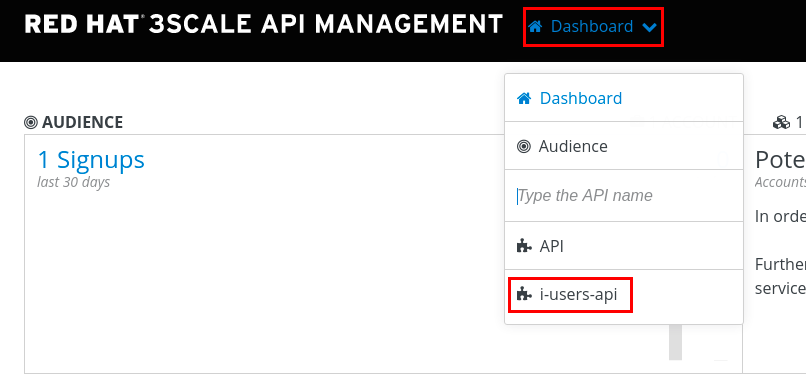 RED HAT® 3SCALE API MANAGEMENT
Dashboard
Dashboard
Audience
Type the API name
API
i-users-api
AUDIENCE
1 Signups
last 30 days
1
Pote
Accounts
In orde
Further
service